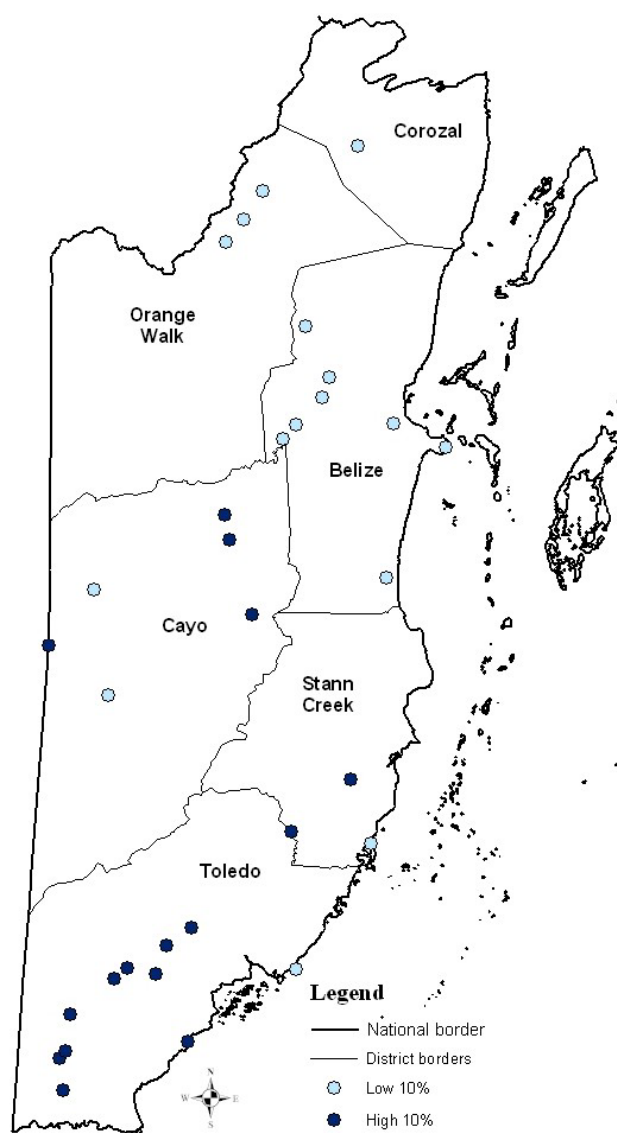 Corozal
Orange
Walk
Belize
Cayo
Stann
Creek
Toledo
Legend
National border
District borders
Low 10%
High 10%
N
W E
S